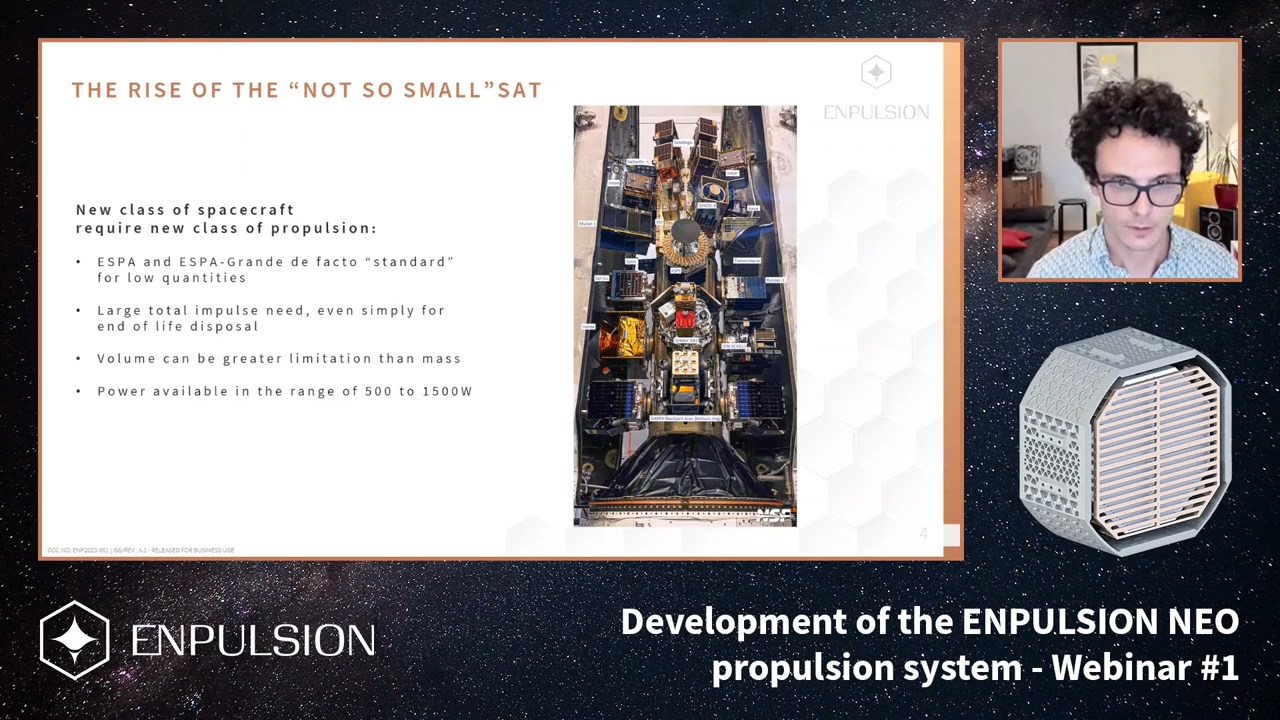 THE RISE OF THE “NOT SO SMALL”SAT
ENPULSION
New class of spacecraft
require new class of propulsion:
• ESPA and ESPA-Grande de facto “standard”
for low quantities
• Large total impulse need, even simply for
end of life disposal
• Volume can be greater limitation than mass
• Power available in the range of 500 to 1500W
NSF
4
DOC.NO: ENP2023-901 | ISS/REV.: A.1 - RELEASED FOR BUSINESS USE
ENPULSION
Development of the ENPULSION NEO
propulsion system - Webinar #1